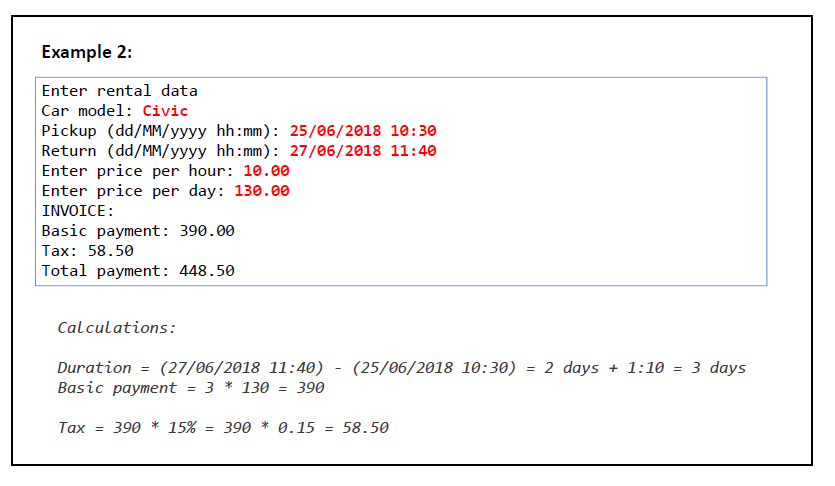 Example 2:
Enter rental data
Car model: Civic
Pickup (dd/MM/yyyy hh:mm): 25/06/2018 10:30
Return (dd/MM/yyyy hh:mm): 27/06/2018 11:40
Enter price per hour: 10.00
Enter price per day: 130.00
INVOICE:
Basic payment: 390.00
Tax: 58.50
Total payment: 448.50
Calculations:
Duration = (27/06/2018 11:40) - (25/06/2018 10:30) = 2 days + 1:10 = 3 days
Basic payment = 3 * 130 = 390
Tax = 390 * 15% = 390 * 0.15 = 58.50